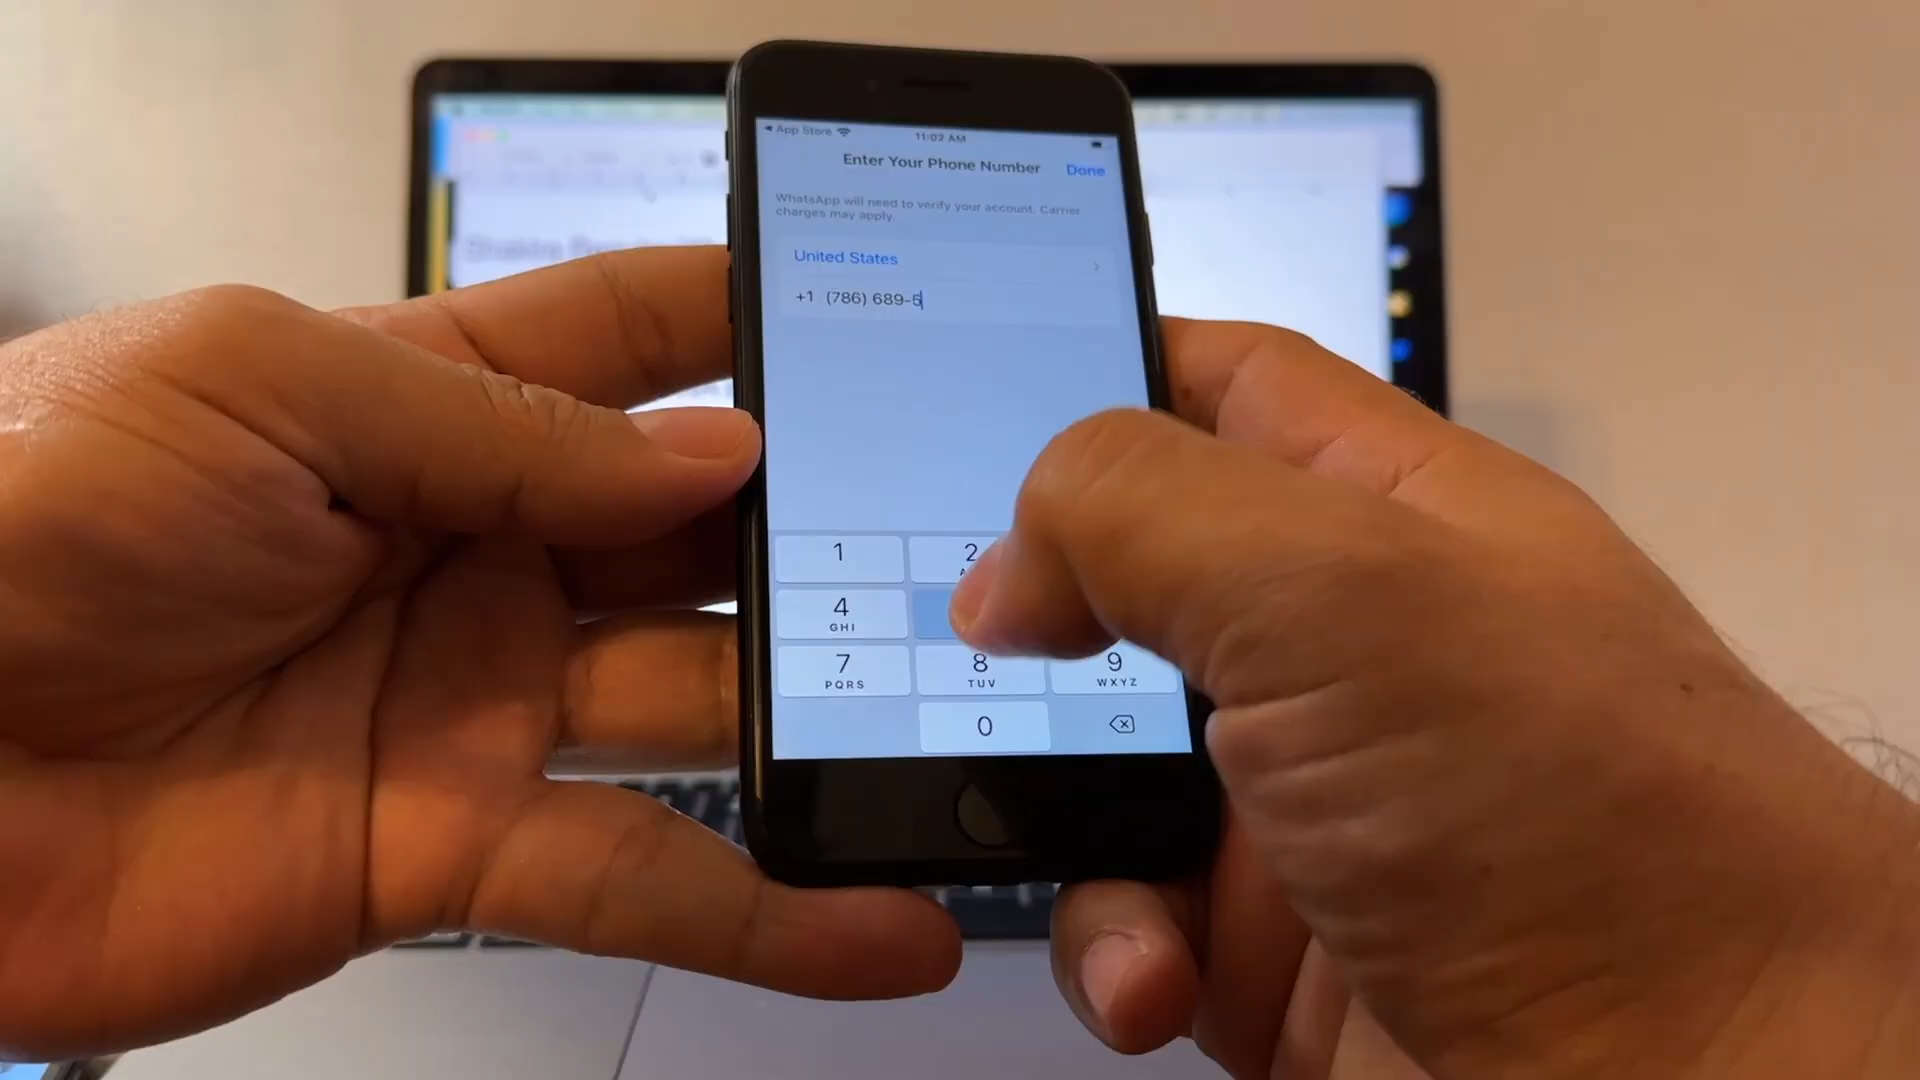 App Store
11:02 AM
Enter Your Phone Number
Done
WhatsApp will need to verify your account. Carrier
charges may apply.
United States
+1 (786) 689-5
1
2
4
GHI
7
PQRS
8
TUV
9
WXYZ
0